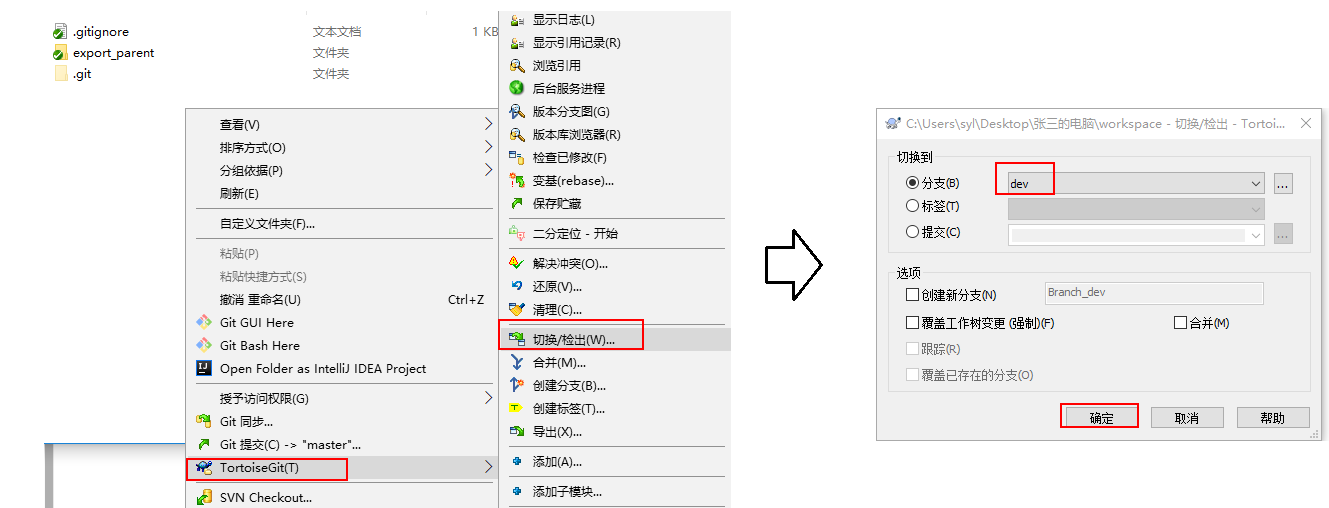 .gitignore 文本文档 1 KB
export_parent 文件夹
.git 文件夹
查看(V)
排序方式(O)
分组依据(P)
刷新(E)
自定义文件夹(F)...
粘贴(P)
粘贴快捷方式(S)
撤消 重命名(U) Ctrl+Z
Git GUI Here
Git Bash Here
Open Folder as IntelliJ IDEA Project
授予访问权限(G)
Git 同步...
Git 提交(C) -> "master"...
TortoiseGit(T)
SVN Checkout...
显示日志(L)
显示引用记录(R)
浏览引用
后台服务进程
版本分支图(G)
版本库浏览器(R)
检查已修改(F)
变基(rebase)...
保存贮藏
二分定位 - 开始
解决冲突(O)...
还原(V)...
清理(C)...
切换/检出(W)...
合并(M)...
创建分支(B)...
创建标签(T)...
导出(X)...
添加(A)...
添加子模块...
C:\Users\syl\Desktop\张三的电脑\workspace - 切换/检出 - Tortoi...
切换到
分支(B) dev ...
标签(T)
提交(C) ...
选项
创建新分支(N) Branch_dev
覆盖工作树变更 (强制)(F) 合并(M)
跟踪(R)
覆盖已存在的分支(O)
确定 取消 帮助